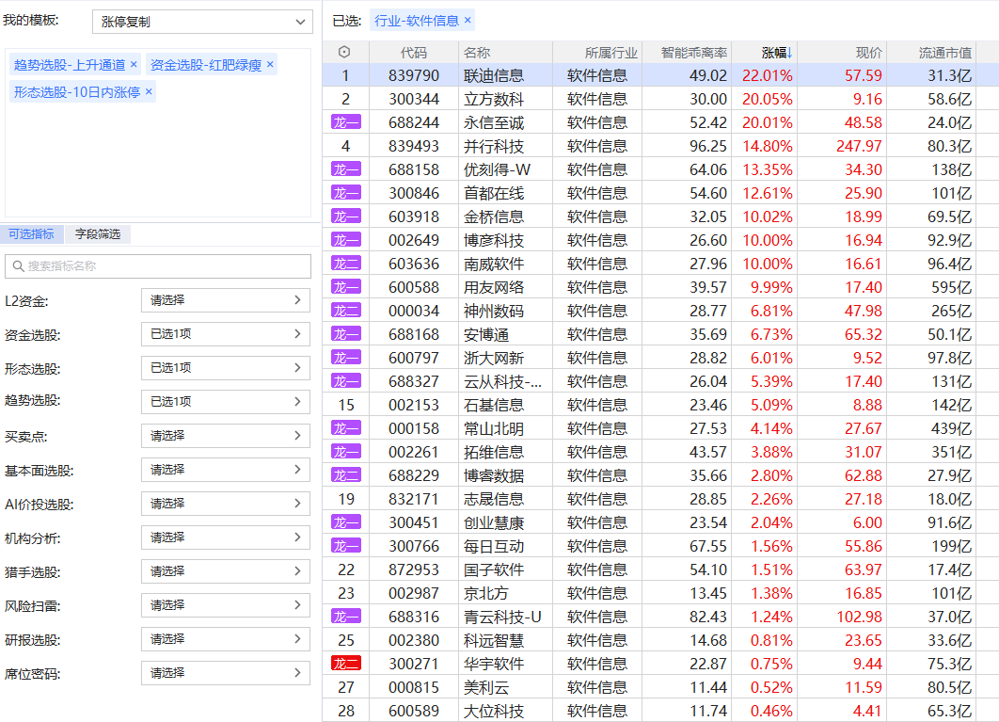 我的模板: 涨停复制
趋势选股-上升通道 × 资金选股-红肥绿瘦 ×
形态选股-10日内涨停 ×
可选指标 字段筛选
搜索指标名称
L2资金: 请选择
资金选股: 已选1项
形态选股: 已选1项
趋势选股: 已选1项
买卖点: 请选择
基本面选股: 请选择
AI价投选股: 请选择
机构分析: 请选择
猎手选股: 请选择
风险扫雷: 请选择
研报选股: 请选择
席位密码: 请选择
已选: 行业-软件信息 ×
代码 名称 所属行业 智能乖离率 涨幅↓ 现价 流通市值
1 839790 联迪信息 软件信息 49.02 22.01% 57.59 31.3亿
2 300344 立方数科 软件信息 30.00 20.05% 9.16 58.6亿
龙一 688244 永信至诚 软件信息 52.42 20.01% 48.58 24.0亿
4 839493 并行科技 软件信息 96.25 14.80% 247.97 80.3亿
龙一 688158 优刻得-W 软件信息 64.06 13.35% 34.30 138亿
龙一 300846 首都在线 软件信息 54.60 12.61% 25.90 101亿
龙一 603918 金桥信息 软件信息 32.05 10.02% 18.99 69.5亿
龙一 002649 博彦科技 软件信息 26.60 10.00% 16.94 92.9亿
龙二 603636 南威软件 软件信息 27.96 10.00% 16.61 96.4亿
龙一 600588 用友网络 软件信息 39.57 9.99% 17.40 595亿
龙二 000034 神州数码 软件信息 28.77 6.81% 47.98 265亿
龙一 688168 安博通 软件信息 35.69 6.73% 65.32 50.1亿
龙一 600797 浙大网新 软件信息 28.82 6.01% 9.52 97.8亿
龙一 688327 云从科技-... 软件信息 26.04 5.39% 17.40 131亿
15 002153 石基信息 软件信息 23.46 5.09% 8.88 142亿
龙一 000158 常山北明 软件信息 27.53 4.14% 27.67 439亿
龙一 002261 拓维信息 软件信息 43.57 3.88% 31.07 351亿
龙二 688229 博睿数据 软件信息 35.66 2.80% 62.88 27.9亿
19 832171 志晟信息 软件信息 28.85 2.26% 27.18 18.0亿
龙一 300451 创业慧康 软件信息 23.54 2.04% 6.00 91.6亿
龙一 300766 每日互动 软件信息 67.55 1.56% 55.86 199亿
22 872953 国子软件 软件信息 54.10 1.51% 63.97 17.4亿
23 002987 京北方 软件信息 13.45 1.38% 16.85 101亿
龙一 688316 青云科技-U 软件信息 82.43 1.24% 102.98 37.0亿
25 002380 科远智慧 软件信息 14.68 0.81% 23.65 33.6亿
龙二 300271 华宇软件 软件信息 22.87 0.75% 9.44 75.3亿
27 000815 美利云 软件信息 11.44 0.52% 11.59 80.5亿
28 600589 大位科技 软件信息 11.74 0.46% 4.41 65.3亿